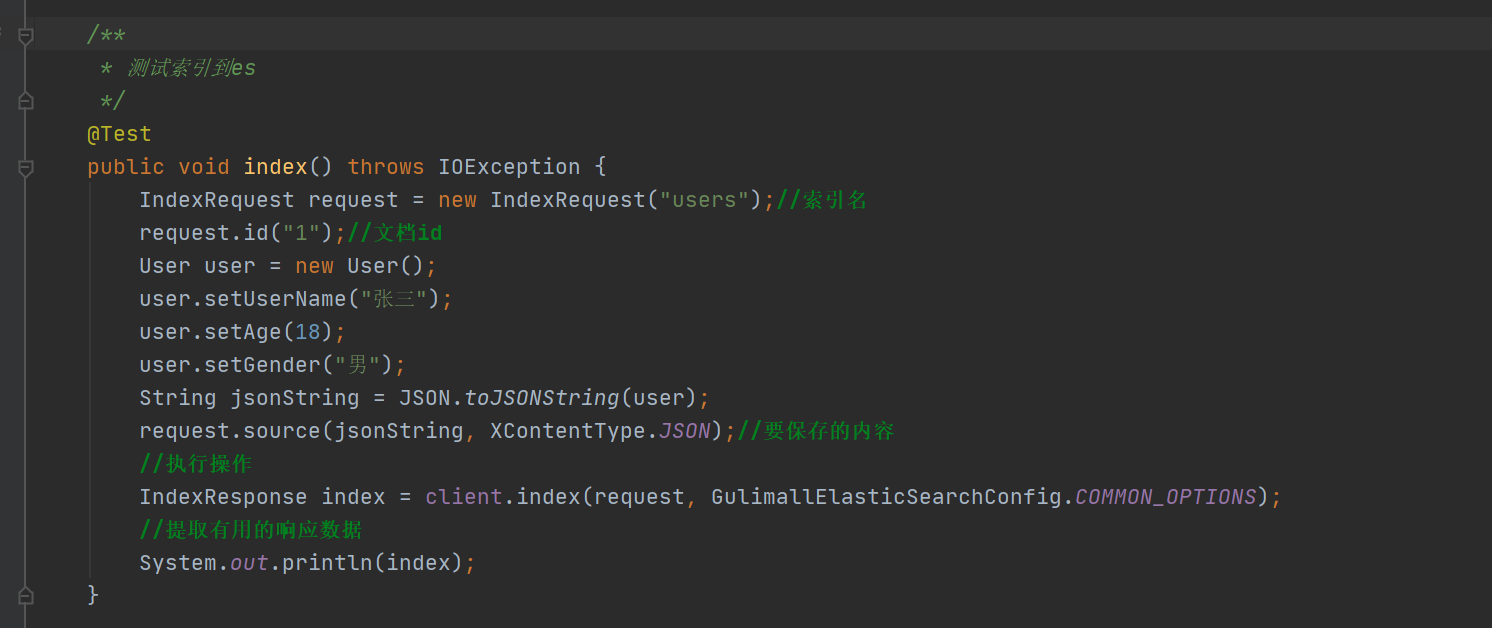 /**
 * 测试索引到es
 */
@Test
public void index() throws IOException {
    IndexRequest request = new IndexRequest("users");//索引名
    request.id("1");//文档id
    User user = new User();
    user.setUserName("张三");
    user.setAge(18);
    user.setGender("男");
    String jsonString = JSON.toJSONString(user);
    request.source(jsonString, XContentType.JSON);//要保存的内容
    //执行操作
    IndexResponse index = client.index(request, GulimallElasticSearchConfig.COMMON_OPTIONS);
    //提取有用的响应数据
    System.out.println(index);
}